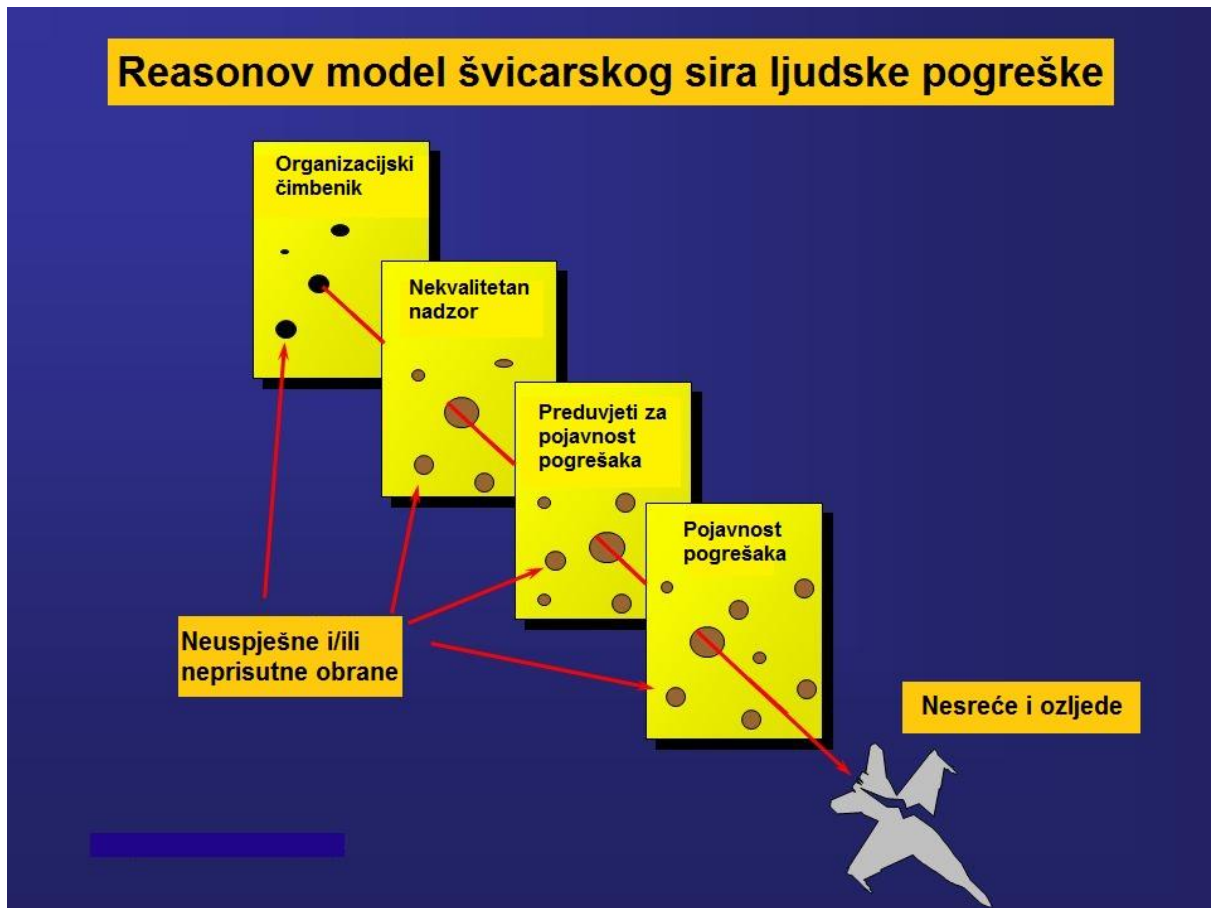 Reasonov model švicarskog sira ljudske pogreške
Organizacijski
čimbenik
Nekvalitetan
nadzor
Preduvjeti za
pojavnost
pogrešaka
Pojavnost
pogrešaka
Neuspješne i/ili
neprisutne obrane
Nesreće i ozljede